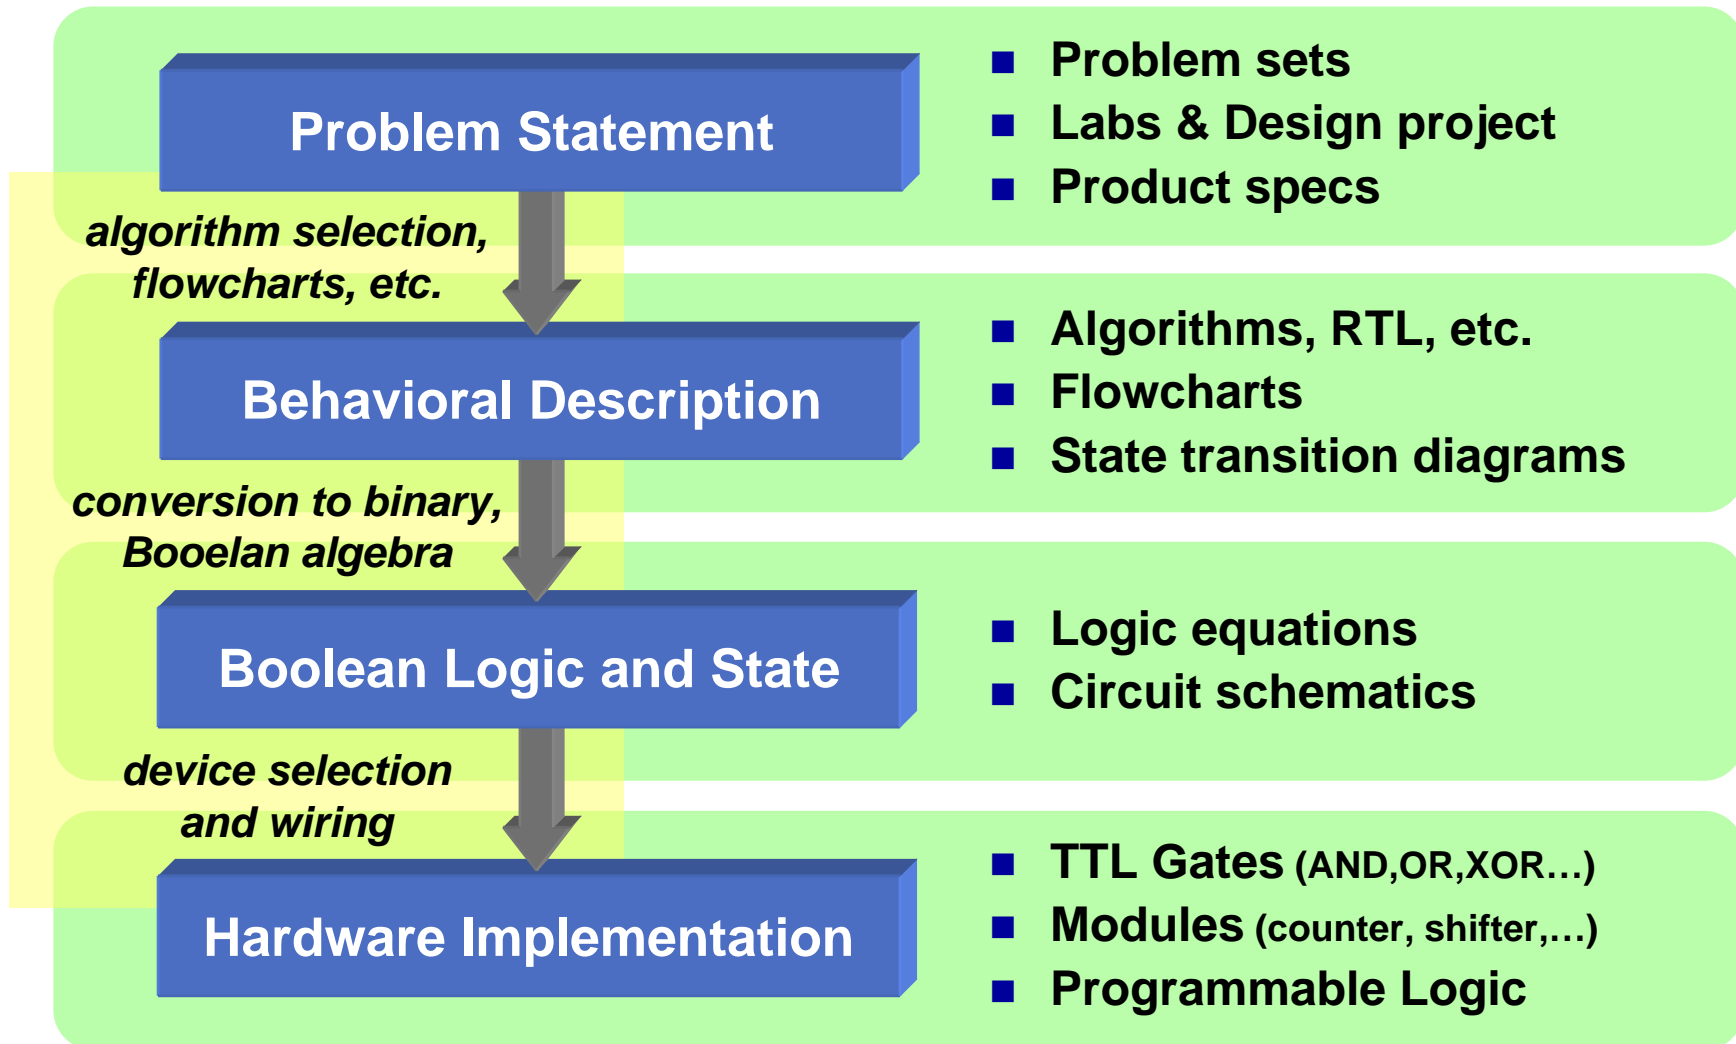 Problem Statement
■ Problem sets
■ Labs & Design project
■ Product specs
algorithm selection,
flowcharts, etc.
Behavioral Description
■ Algorithms, RTL, etc.
■ Flowcharts
■ State transition diagrams
conversion to binary,
Booelan algebra
Boolean Logic and State
■ Logic equations
■ Circuit schematics
device selection
and wiring
Hardware Implementation
■ TTL Gates (AND,OR,XOR…)
■ Modules (counter, shifter,…)
■ Programmable Logic